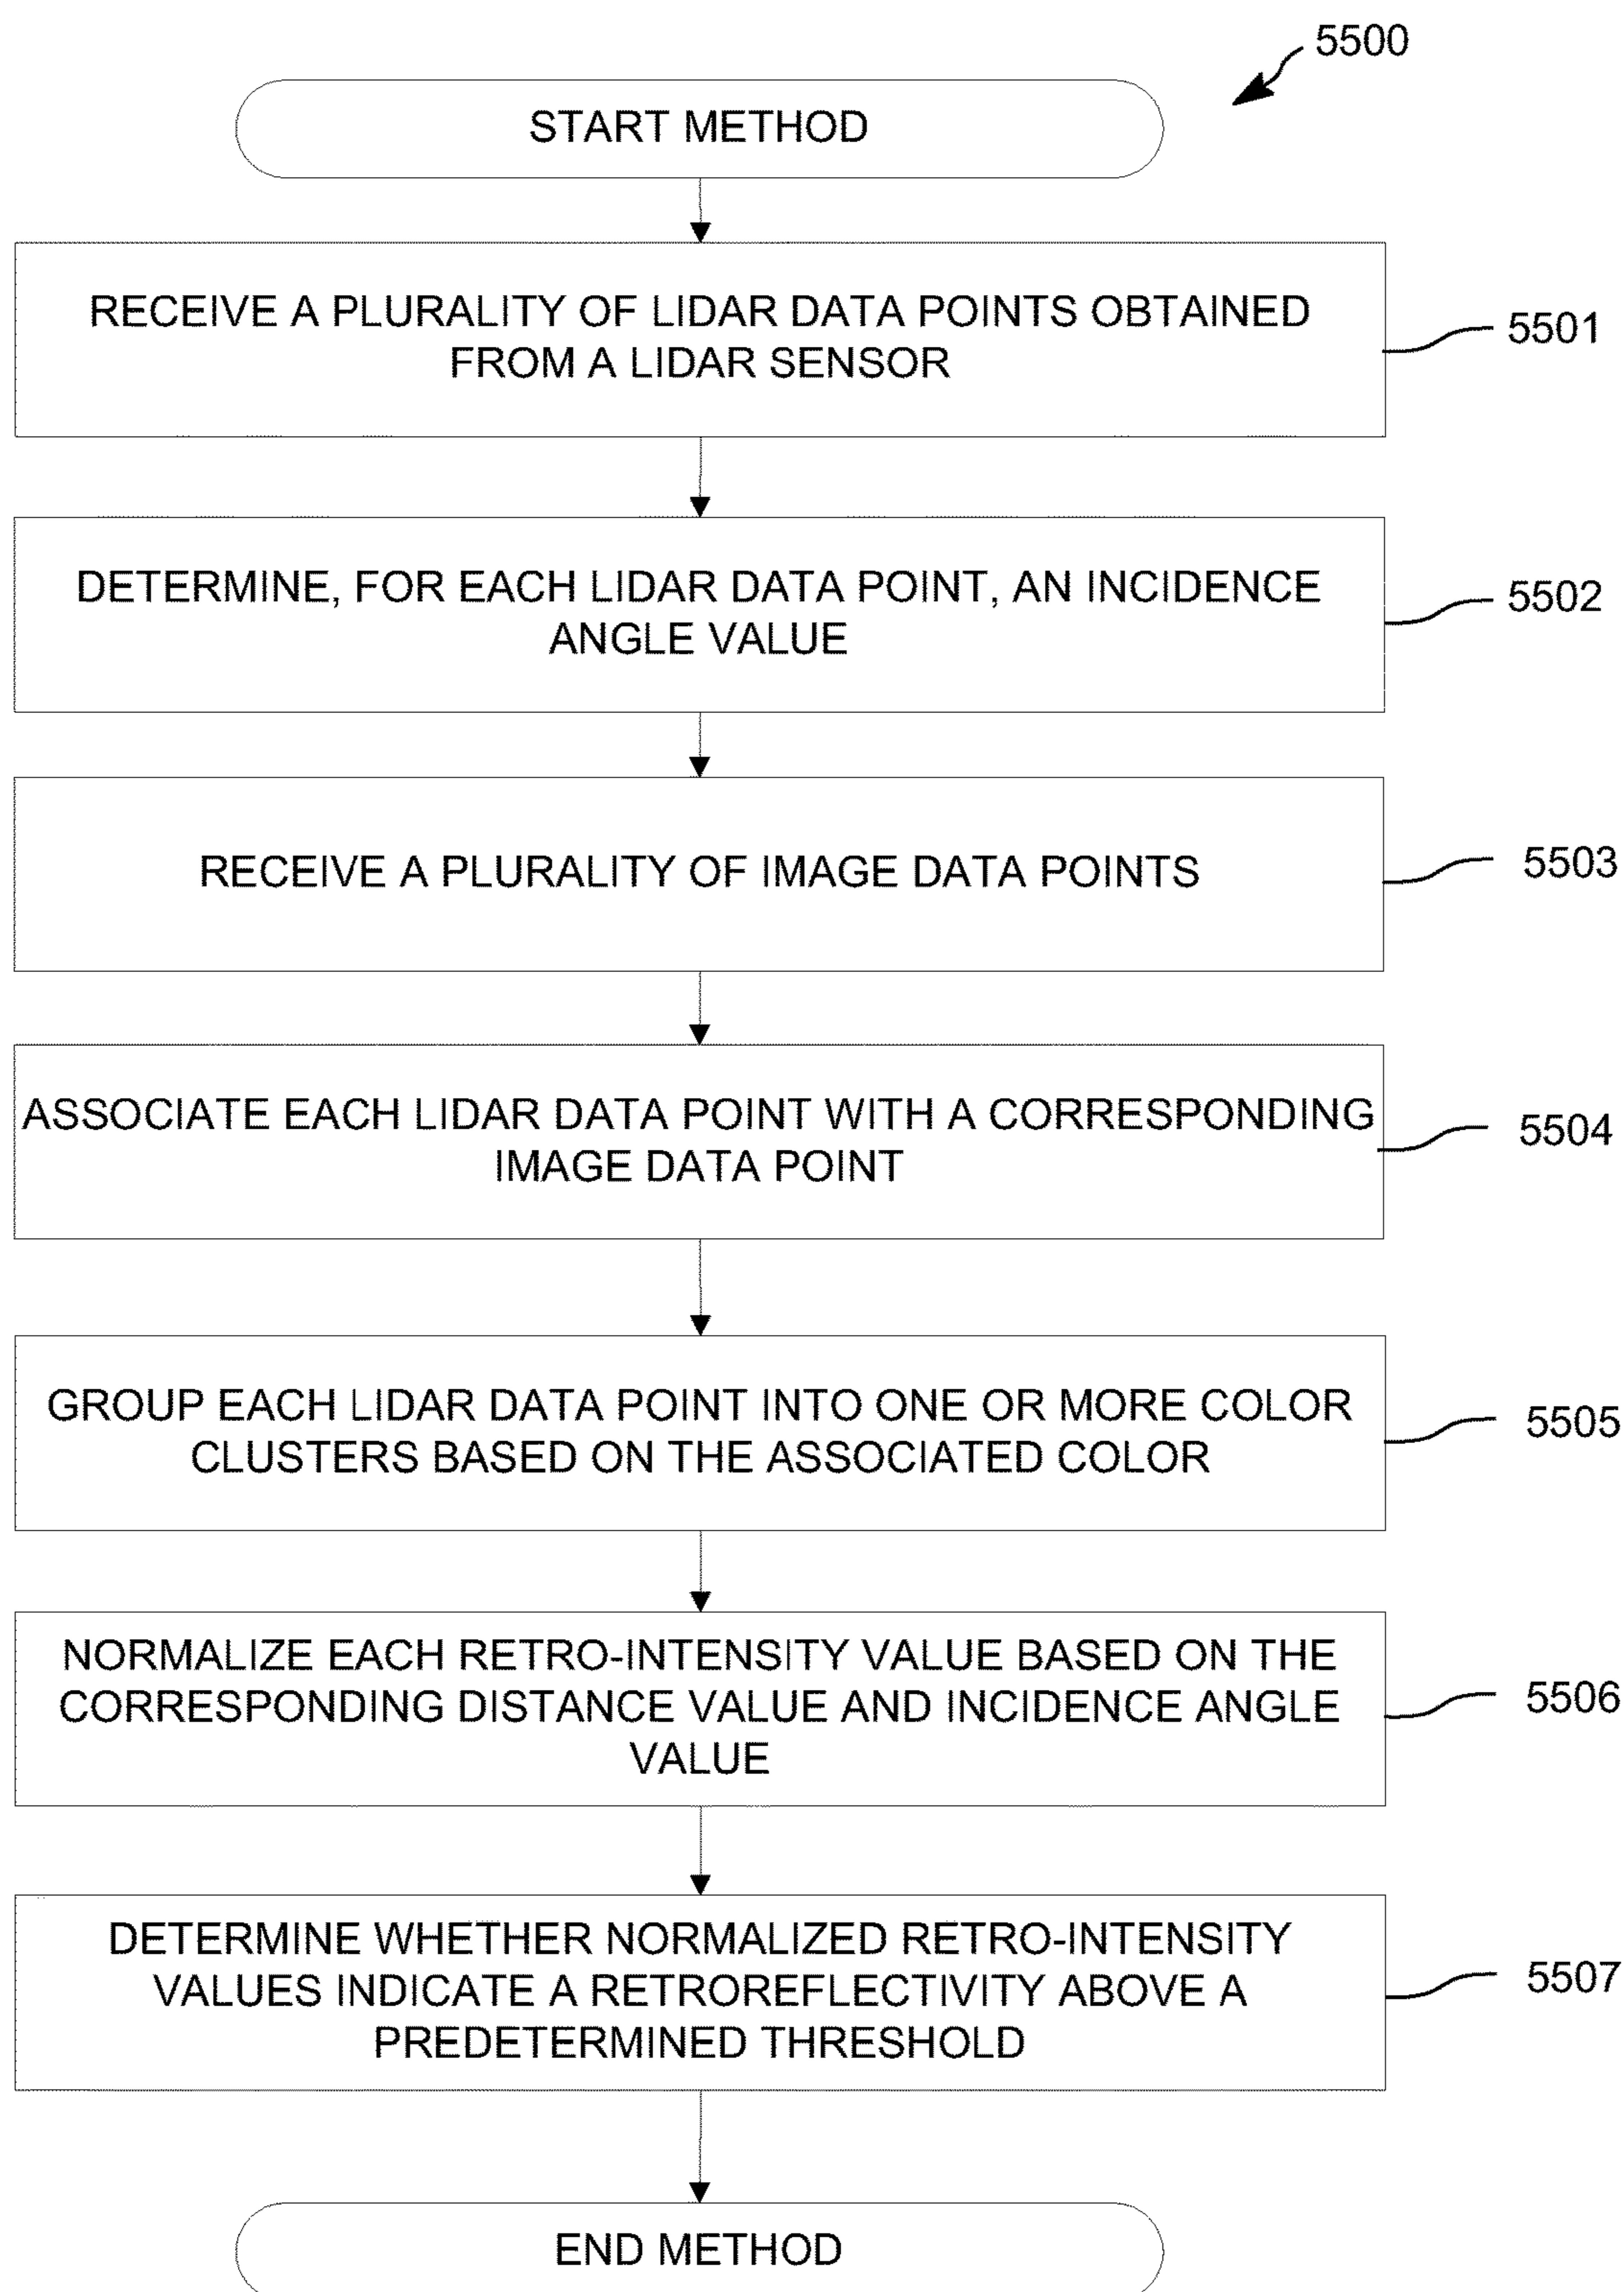 5500
START METHOD
RECEIVE A PLURALITY OF LIDAR DATA POINTS OBTAINED
FROM A LIDAR SENSOR
5501
DETERMINE, FOR EACH LIDAR DATA POINT, AN INCIDENCE
ANGLE VALUE
5502
RECEIVE A PLURALITY OF IMAGE DATA POINTS
5503
ASSOCIATE EACH LIDAR DATA POINT WITH A CORRESPONDING
IMAGE DATA POINT
5504
GROUP EACH LIDAR DATA POINT INTO ONE OR MORE COLOR
CLUSTERS BASED ON THE ASSOCIATED COLOR
5505
NORMALIZE EACH RETRO-INTENSITY VALUE BASED ON THE
CORRESPONDING DISTANCE VALUE AND INCIDENCE ANGLE
VALUE
5506
DETERMINE WHETHER NORMALIZED RETRO-INTENSITY
VALUES INDICATE A RETROREFLECTIVITY ABOVE A
PREDETERMINED THRESHOLD
5507
END METHOD